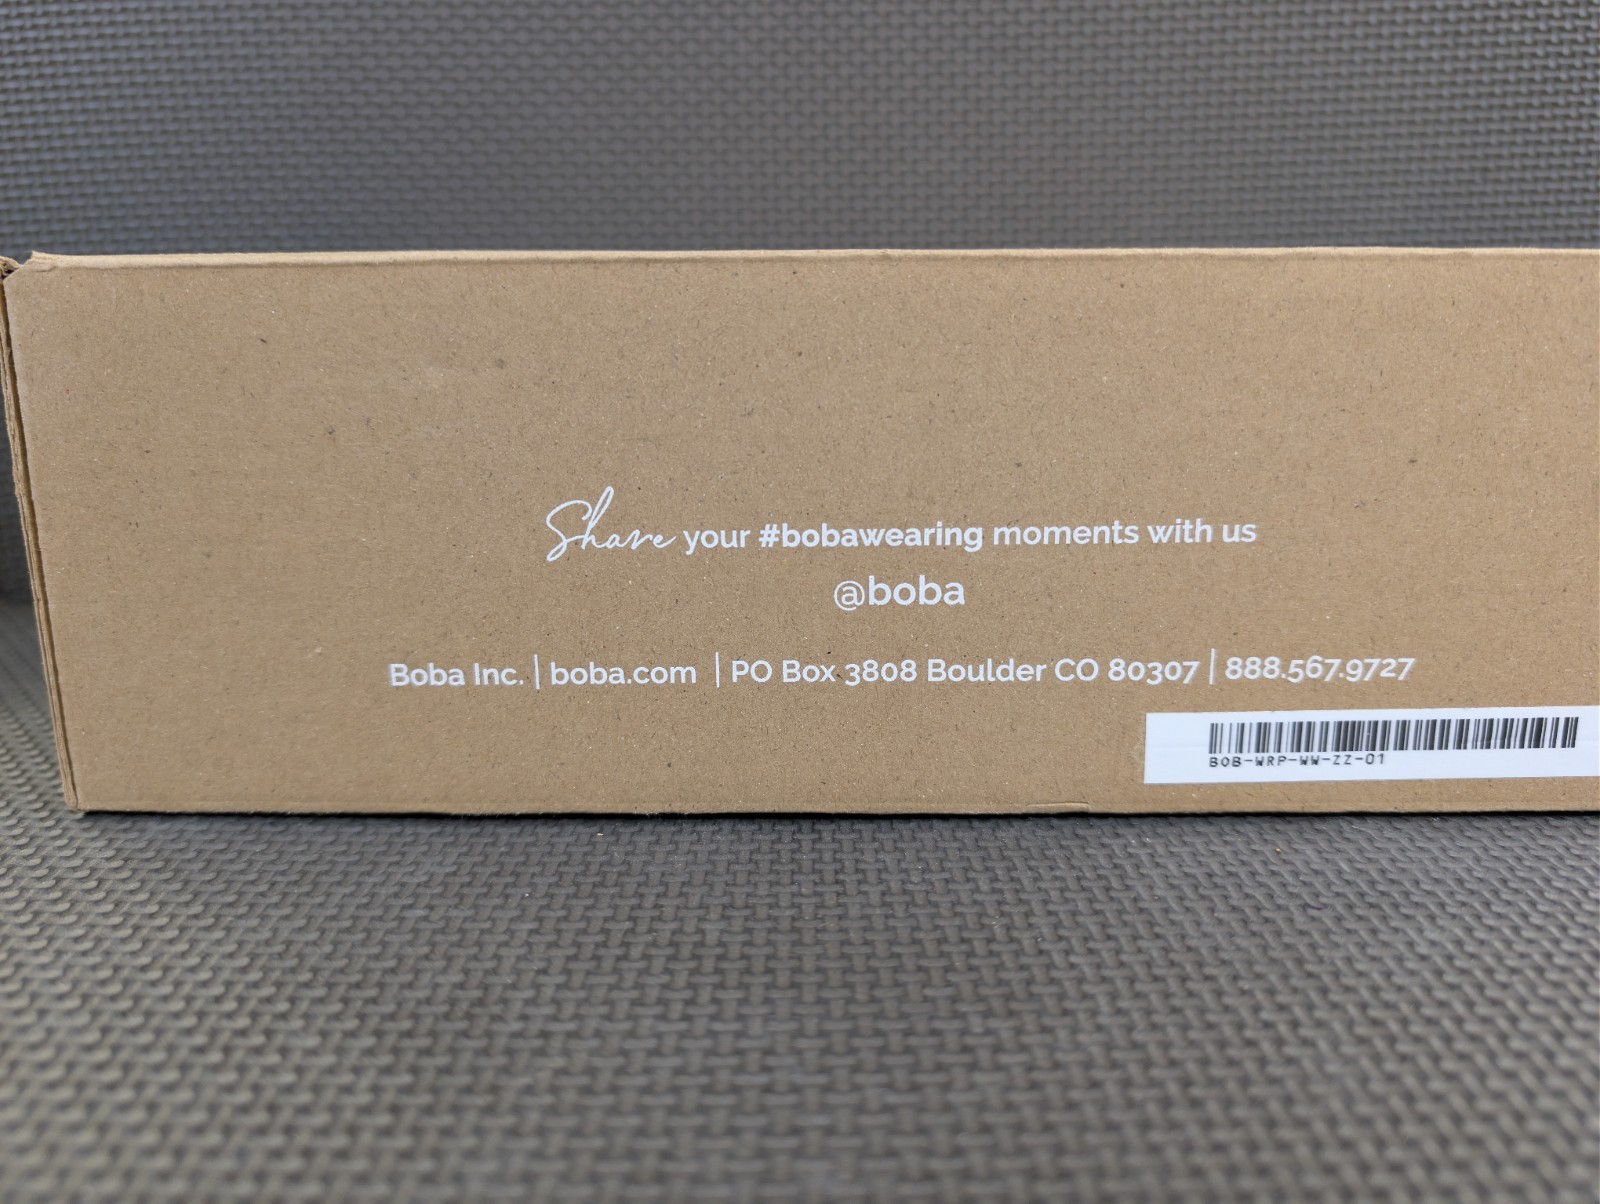 Share your #bobawearing moments with us
@boba
Boba Inc. | boba.com | PO Box 3808 Boulder CO 80307 | 888.567.9727
BOB-WRP-WW-ZZ-01